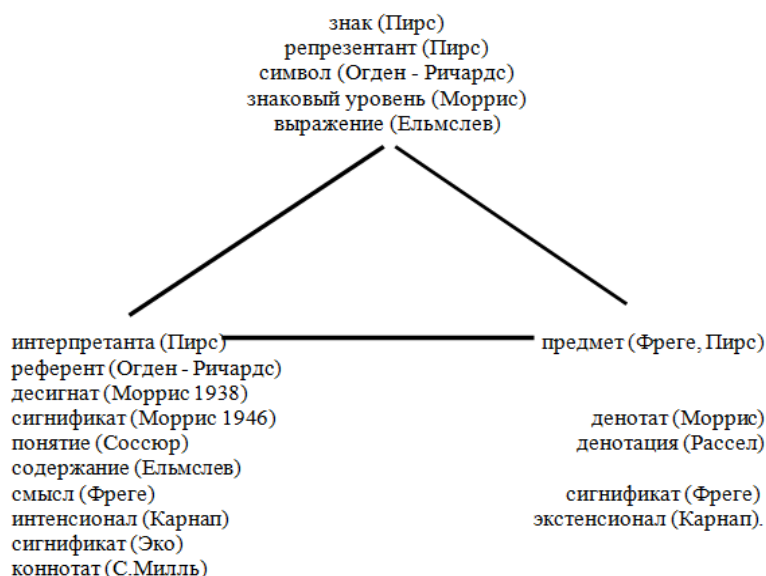 знак (Пирс)
репрезентант (Пирс)
символ (Огден - Ричардс)
знаковый уровень (Моррис)
выражение (Ельмслев)
интерпретанта (Пирс)
референт (Огден - Ричардс)
десигнат (Моррис 1938)
сигнификат (Моррис 1946)
понятие (Соссюр)
содержание (Ельмслев)
смысл (Фреге)
интенсионал (Карнап)
сигнификат (Эко)
коннотат (С.Милль)
предмет (Фреге, Пирс)
денотат (Моррис)
денотация (Рассел)
сигнификат (Фреге)
экстенсионал (Карнап).